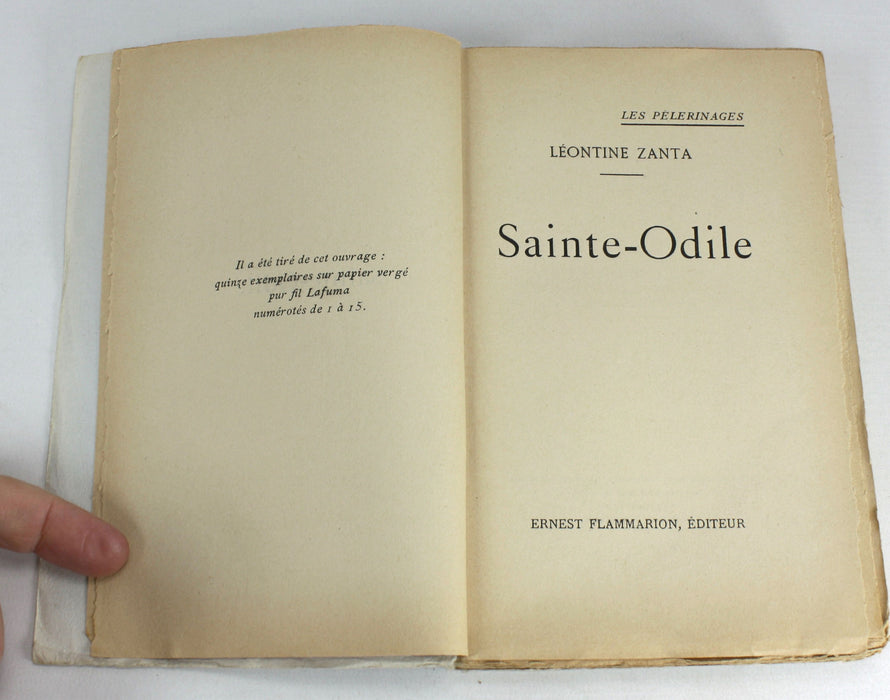 Il a été tiré de cet ouvrage :
quinze exemplaires sur papier vergé
pur fil Lafuma
numérotés de 1 à 15.
LES PÈLERINAGES
LÉONTINE ZANTA
Sainte-Odile
ERNEST FLAMMARION, ÉDITEUR